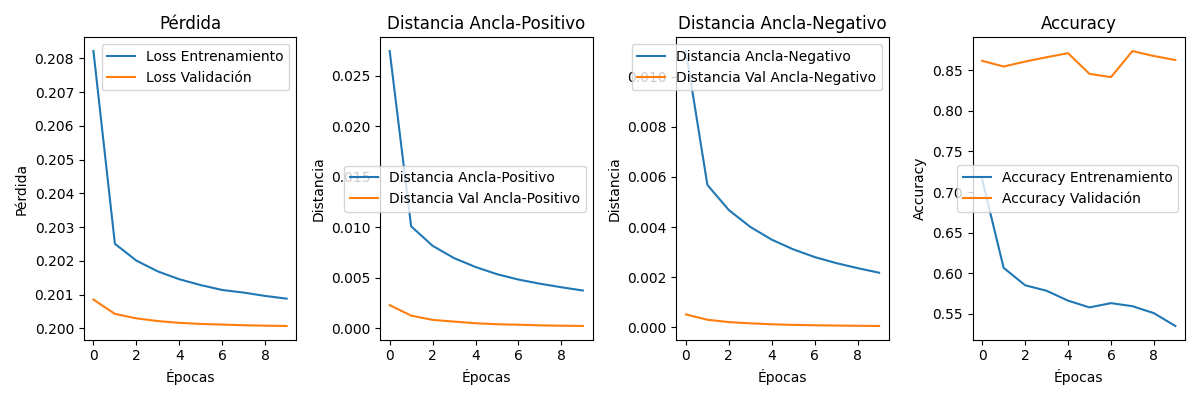 Pérdida
Loss Entrenamiento
Loss Validación
Pérdida
0.208
0.207
0.206
0.205
0.204
0.203
0.202
0.201
0.200
0 2 4 6 8
Épocas
Distancia Ancla-Positivo
Distancia
0.025
0.020
0.015
0.010
0.005
0.000
Distancia Ancla-Positivo
Distancia Val Ancla-Positivo
0 2 4 6 8
Épocas
Distancia Ancla-Negativo
Distancia Ancla-Negativo
Distancia Val Ancla-Negativo
Distancia
0.010
0.008
0.006
0.004
0.002
0.000
0 2 4 6 8
Épocas
Accuracy
Accuracy
0.85
0.80
0.75
0.70
0.65
0.60
0.55
Accuracy Entrenamiento
Accuracy Validación
0 2 4 6 8
Épocas